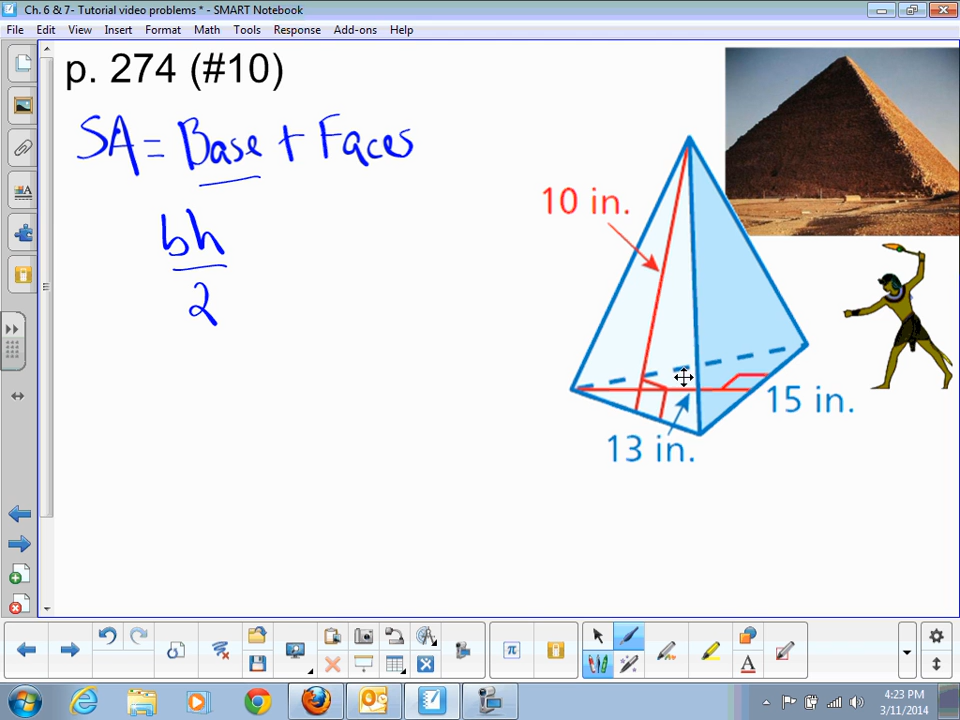 Ch. 6 & 7- Tutorial video problems * - SMART Notebook
File Edit View Insert Format Math Tools Response Add-ons Help
p. 274 (#10)
SA = Base + Faces
bh
2
10 in.
15 in.
13 in.
π
A
4:23 PM
3/11/2014